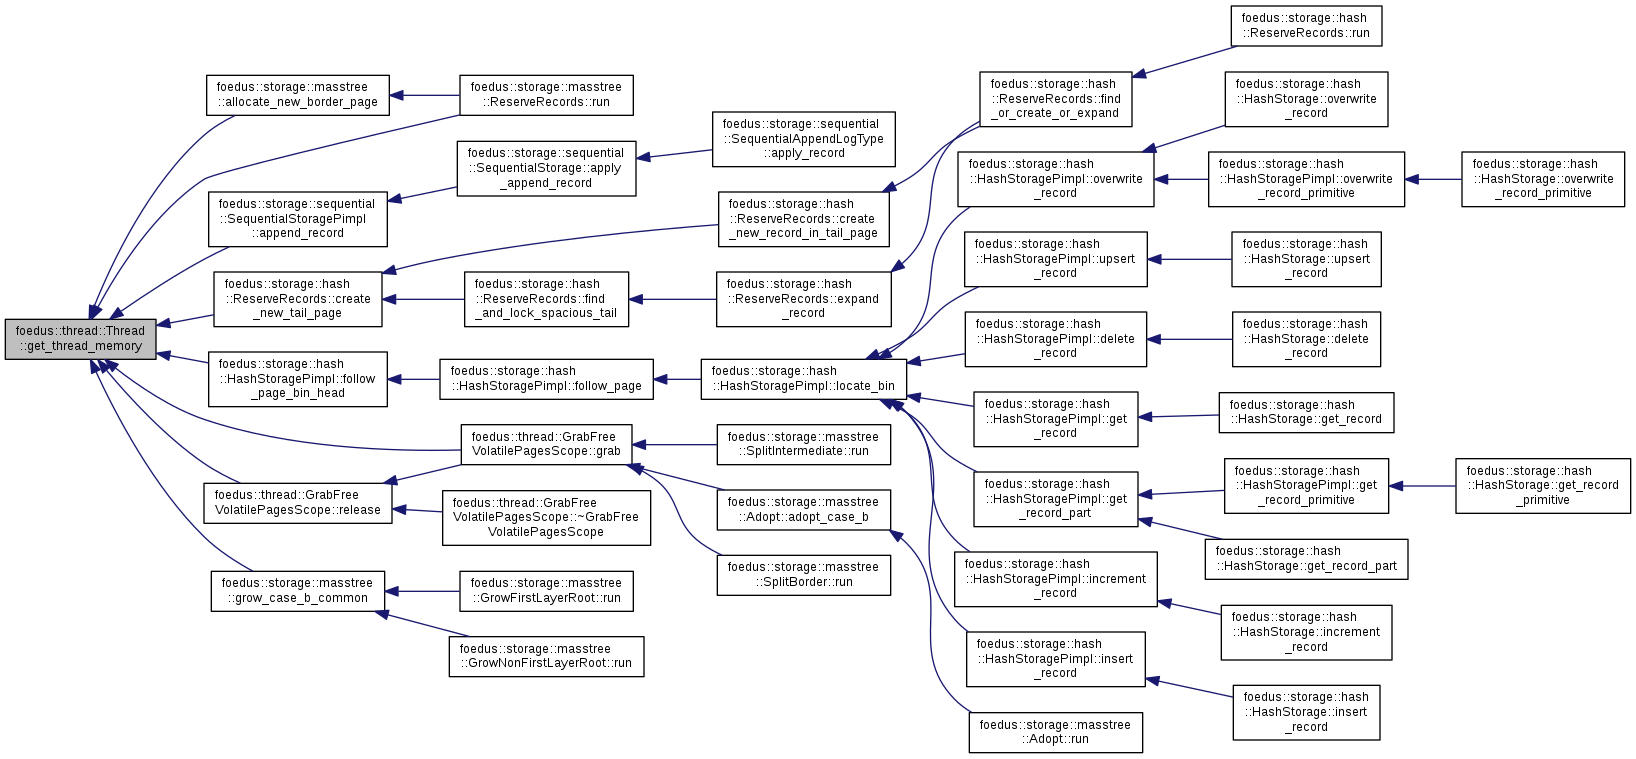 foedus::thread::Thread
::get_thread_memory
foedus::storage::masstree
::allocate_new_border_page
foedus::storage::masstree
::ReserveRecords::run
foedus::storage::sequential
::SequentialStoragePimpl
::append_record
foedus::storage::sequential
::SequentialStorage::apply
_append_record
foedus::storage::sequential
::SequentialAppendLogType
::apply_record
foedus::storage::hash
::ReserveRecords::create
_new_tail_page
foedus::storage::hash
::ReserveRecords::create
_new_record_in_tail_page
foedus::storage::hash
::ReserveRecords::find
_and_lock_spacious_tail
foedus::storage::hash
::ReserveRecords::expand
_record
foedus::storage::hash
::ReserveRecords::find
_or_create_or_expand
foedus::storage::hash
::ReserveRecords::run
foedus::storage::hash
::HashStoragePimpl::follow
_page_bin_head
foedus::storage::hash
::HashStoragePimpl::follow_page
foedus::storage::hash
::HashStoragePimpl::locate_bin
foedus::storage::hash
::HashStoragePimpl::overwrite
_record
foedus::storage::hash
::HashStorage::overwrite
_record
foedus::storage::hash
::HashStoragePimpl::overwrite
_record_primitive
foedus::storage::hash
::HashStorage::overwrite
_record_primitive
foedus::storage::hash
::HashStoragePimpl::upsert
_record
foedus::storage::hash
::HashStorage::upsert
_record
foedus::storage::hash
::HashStoragePimpl::delete
_record
foedus::storage::hash
::HashStorage::delete
_record
foedus::storage::hash
::HashStoragePimpl::get
_record
foedus::storage::hash
::HashStorage::get_record
foedus::storage::hash
::HashStoragePimpl::get
_record_part
foedus::storage::hash
::HashStoragePimpl::get
_record_primitive
foedus::storage::hash
::HashStorage::get_record
_primitive
foedus::storage::hash
::HashStorage::get_record_part
foedus::storage::hash
::HashStoragePimpl::increment
_record
foedus::storage::hash
::HashStorage::increment
_record
foedus::storage::hash
::HashStoragePimpl::insert
_record
foedus::storage::hash
::HashStorage::insert
_record
foedus::thread::GrabFree
VolatilePagesScope::grab
foedus::storage::masstree
::SplitIntermediate::run
foedus::thread::GrabFree
VolatilePagesScope::release
foedus::thread::GrabFree
VolatilePagesScope::~GrabFree
VolatilePagesScope
foedus::storage::masstree
::Adopt::adopt_case_b
foedus::storage::masstree
::SplitBorder::run
foedus::storage::masstree
::Adopt::run
foedus::storage::masstree
::grow_case_b_common
foedus::storage::masstree
::GrowFirstLayerRoot::run
foedus::storage::masstree
::GrowNonFirstLayerRoot::run